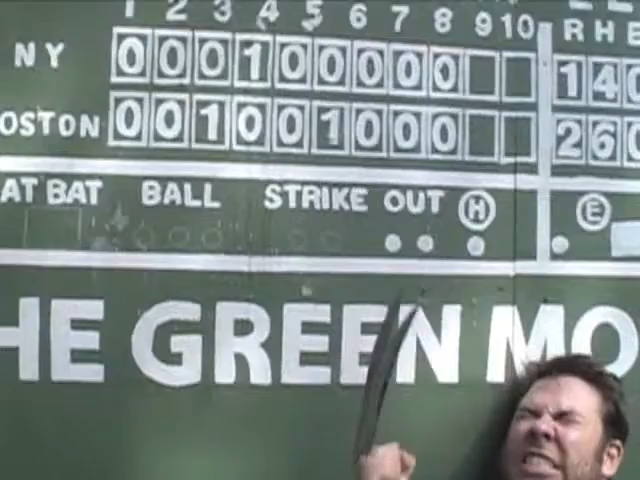 1 2 3 4 5 6 7 8 9 10 R H E
NY 0 0 0 1 0 0 0 0 0 1 4 0
OSTON 0 0 1 0 0 1 0 0 0 2 6 0
AT BAT BALL STRIKE OUT H E
HE GREEN MO